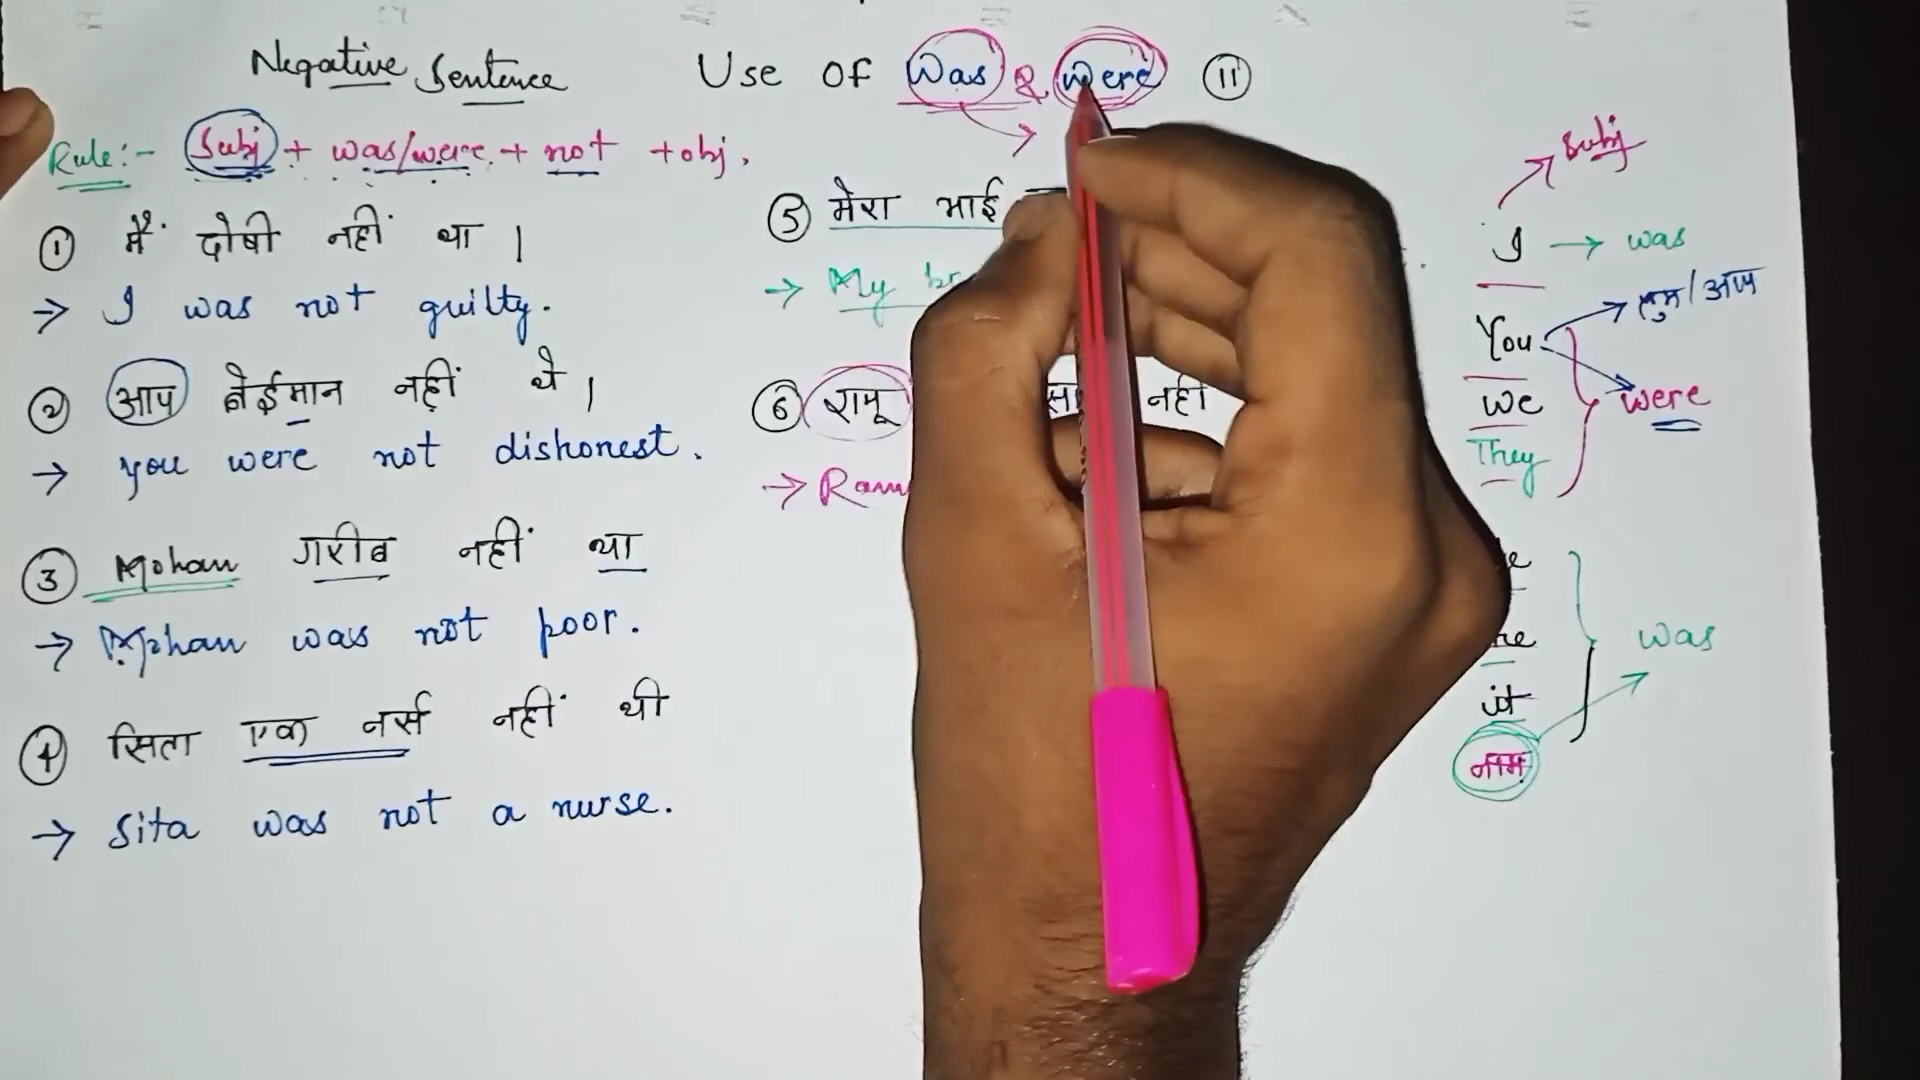 Negative Sentence
Use Of Was & Were 11
Rule:- Subj + was/were + not + obj.
① मैं दोषी नहीं था |
→ I was not guilty.
② आप बेईमान नहीं थे |
→ you were not dishonest.
③ Mohan गरीब नहीं था
→ Mohan was not poor.
④ सिता एक नर्स नहीं थी
→ Sita was not a nurse.
⑤ मेरा भाई
→ My
⑥ रामू नहीं
→ Ram
Subj
I → was
You तुम/आप
We were
They
it was
नाम